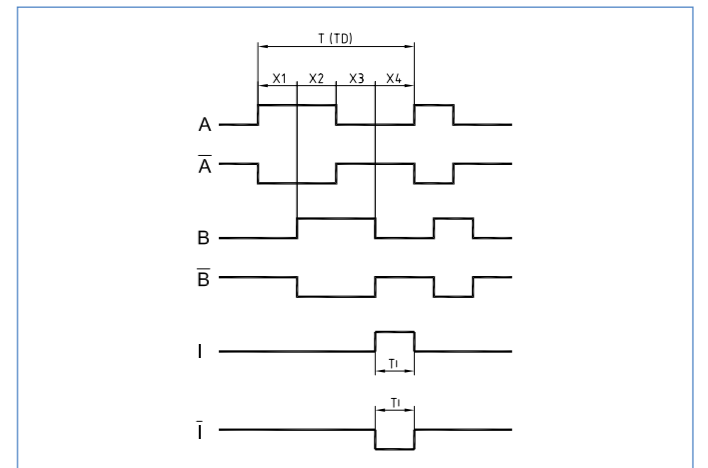 T (TD)
X1 X2 X3 X4
A
A̅
B
B̅
I
TI
TI
I̅